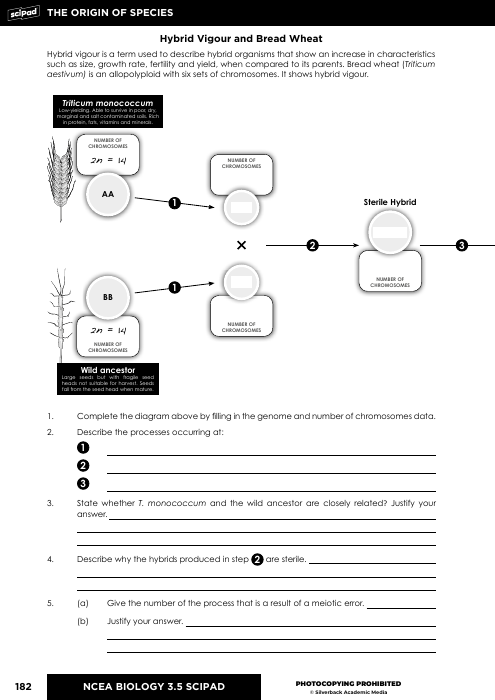 scipad THE ORIGIN OF SPECIES
Hybrid Vigour and Bread Wheat
Hybrid vigour is a term used to describe hybrid organisms that show an increase in characteristics
such as size, growth rate, fertility and yield, when compared to its parents. Bread wheat (Triticum
aestivum) is an allopolyploid with six sets of chromosomes. It shows hybrid vigour.
Triticum monococcum
Low-yielding. Able to survive in poor, dry,
marginal and salt contaminated soils. Rich
in protein, fats, vitamins and minerals.
NUMBER OF
CHROMOSOMES
2n = 14
AA
1
NUMBER OF
CHROMOSOMES
×
2
Sterile Hybrid
NUMBER OF
CHROMOSOMES
3
BB
1
2n = 14
NUMBER OF
CHROMOSOMES
NUMBER OF
CHROMOSOMES
Wild ancestor
Large seeds but with fragile seed
heads not suitable for harvest. Seeds
fall from the seed head when mature.
1. Complete the diagram above by filling in the genome and number of chromosomes data.
2. Describe the processes occurring at:
1
2
3
3. State whether T. monococcum and the wild ancestor are closely related? Justify your
answer.
4. Describe why the hybrids produced in step 2 are sterile.
5. (a) Give the number of the process that is a result of a meiotic error.
(b) Justify your answer.
182 NCEA BIOLOGY 3.5 SCIPAD PHOTOCOPYING PROHIBITED
© Silverback Academic Media